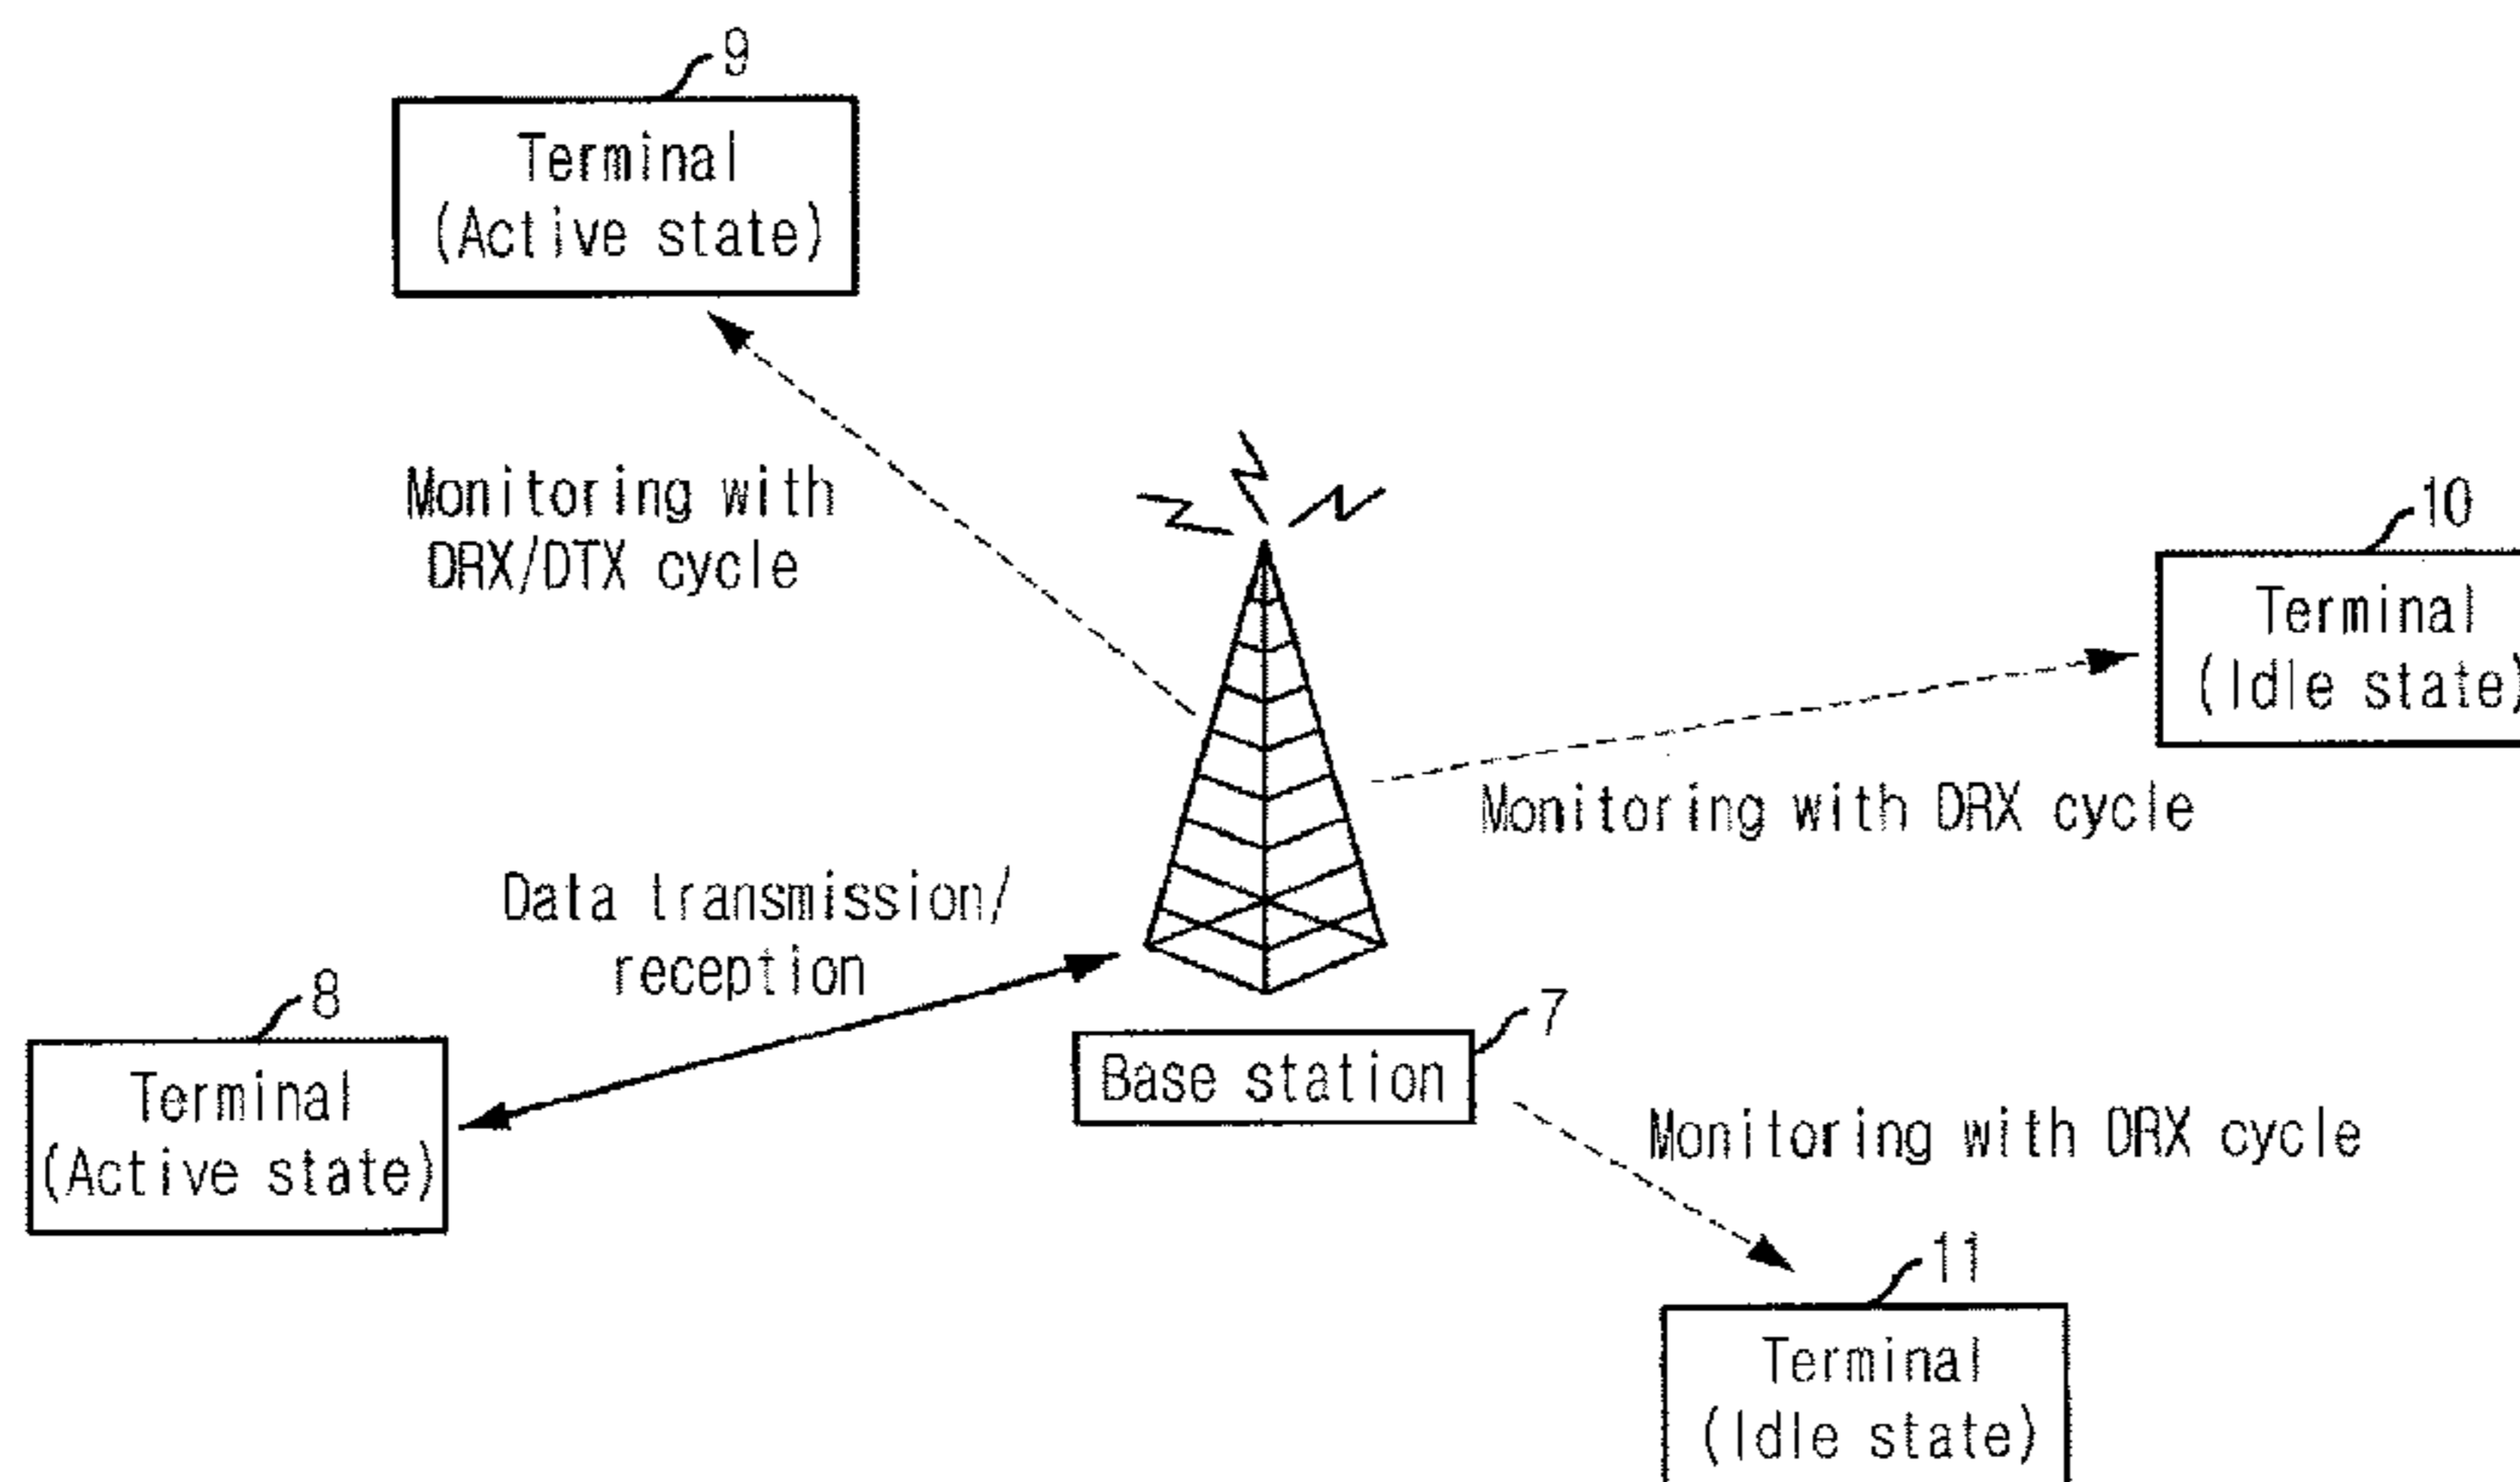 9
Terminal
(Active state)
Monitoring with
DRX/DTX cycle
10
Terminal
(Idle state)
Monitoring with DRX cycle
Data transmission/
reception
8
Terminal
(Active state)
7
Base station
Monitoring with DRX cycle
11
Terminal
(Idle state)